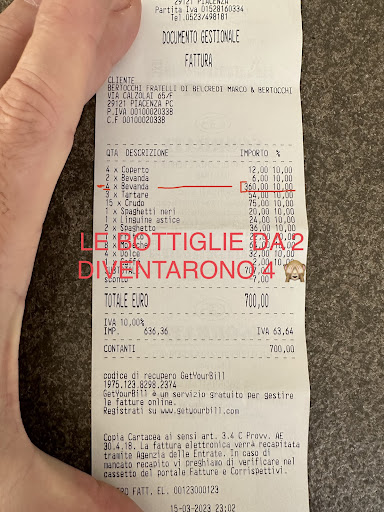 29121 PIACENZA
Partita Iva 01528160334
Tel.0523/498181
DOCUMENTO GESTIONALE
FATTURA
CLIENTE
BERTOCCHI FRATELLI DI BELCREDI MARCO & BERTOCCHI
VIA CALZOLAI 65/F
29121 PIACENZA PC
P.IVA 00100020338
C.F 00100020338
QTA DESCRIZIONE IMPORTO %
4 x Coperto 12,00 10,00
2 x Bevanda 6,00 10,00
4 x Bevanda 360,00 10,00
3 x Tartare 54,00 10,00
15 x Crudo 75,00 10,00
1 x Spaghetti neri 20,00 10,00
1 x Linguine astice 24,00 10,00
2 x Spaghetto 36,00 10,00
LE BOTTIGLIE DA 2
DIVENTARONO 4 🙈
4 x Dolce 32,00 10,00
TOTALE EURO 700,00
IVA 10,00%
IMP. 636,36 IVA 63,64
CONTANTI 700,00
codice di recupero GetYourBill
1975.123.8298.2374
GetYourBill è un servizio gratuito per gestire
le fatture online.
Registrati su www.getyourbill.com
Copia Cartacea ai sensi art. 3.4 C Provv. AE
30.4.18. La fattura elettronica verrà recapitata
tramite Agenzia delle Entrate. In caso di
mancato recapito vi preghiamo di verificare nel
cassetto del portale Fatture e Corrispettivi.
FATT. EL. 00123000123
15-03-2023 23:02